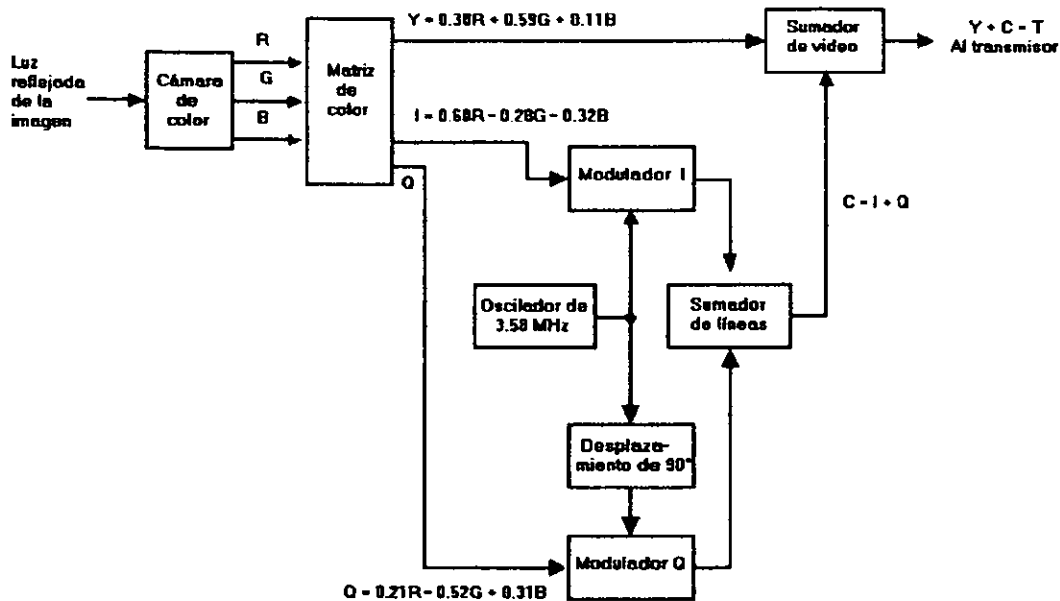 Y = 0.30R + 0.59G + 0.11B
Luz
reflejada
de la
imagen
Cámara
de
color
R
G
B
Matriz
de
color
Sumador
de video
Y + C = T
Al transmisor
I = 0.60R - 0.28G - 0.32B
Q
Modulador I
C = I + Q
Oscilador de
3.58 MHz
Sumador
de líneas
Desplaza-
miento de 90°
Modulador Q
Q = 0.21R - 0.52G + 0.31B